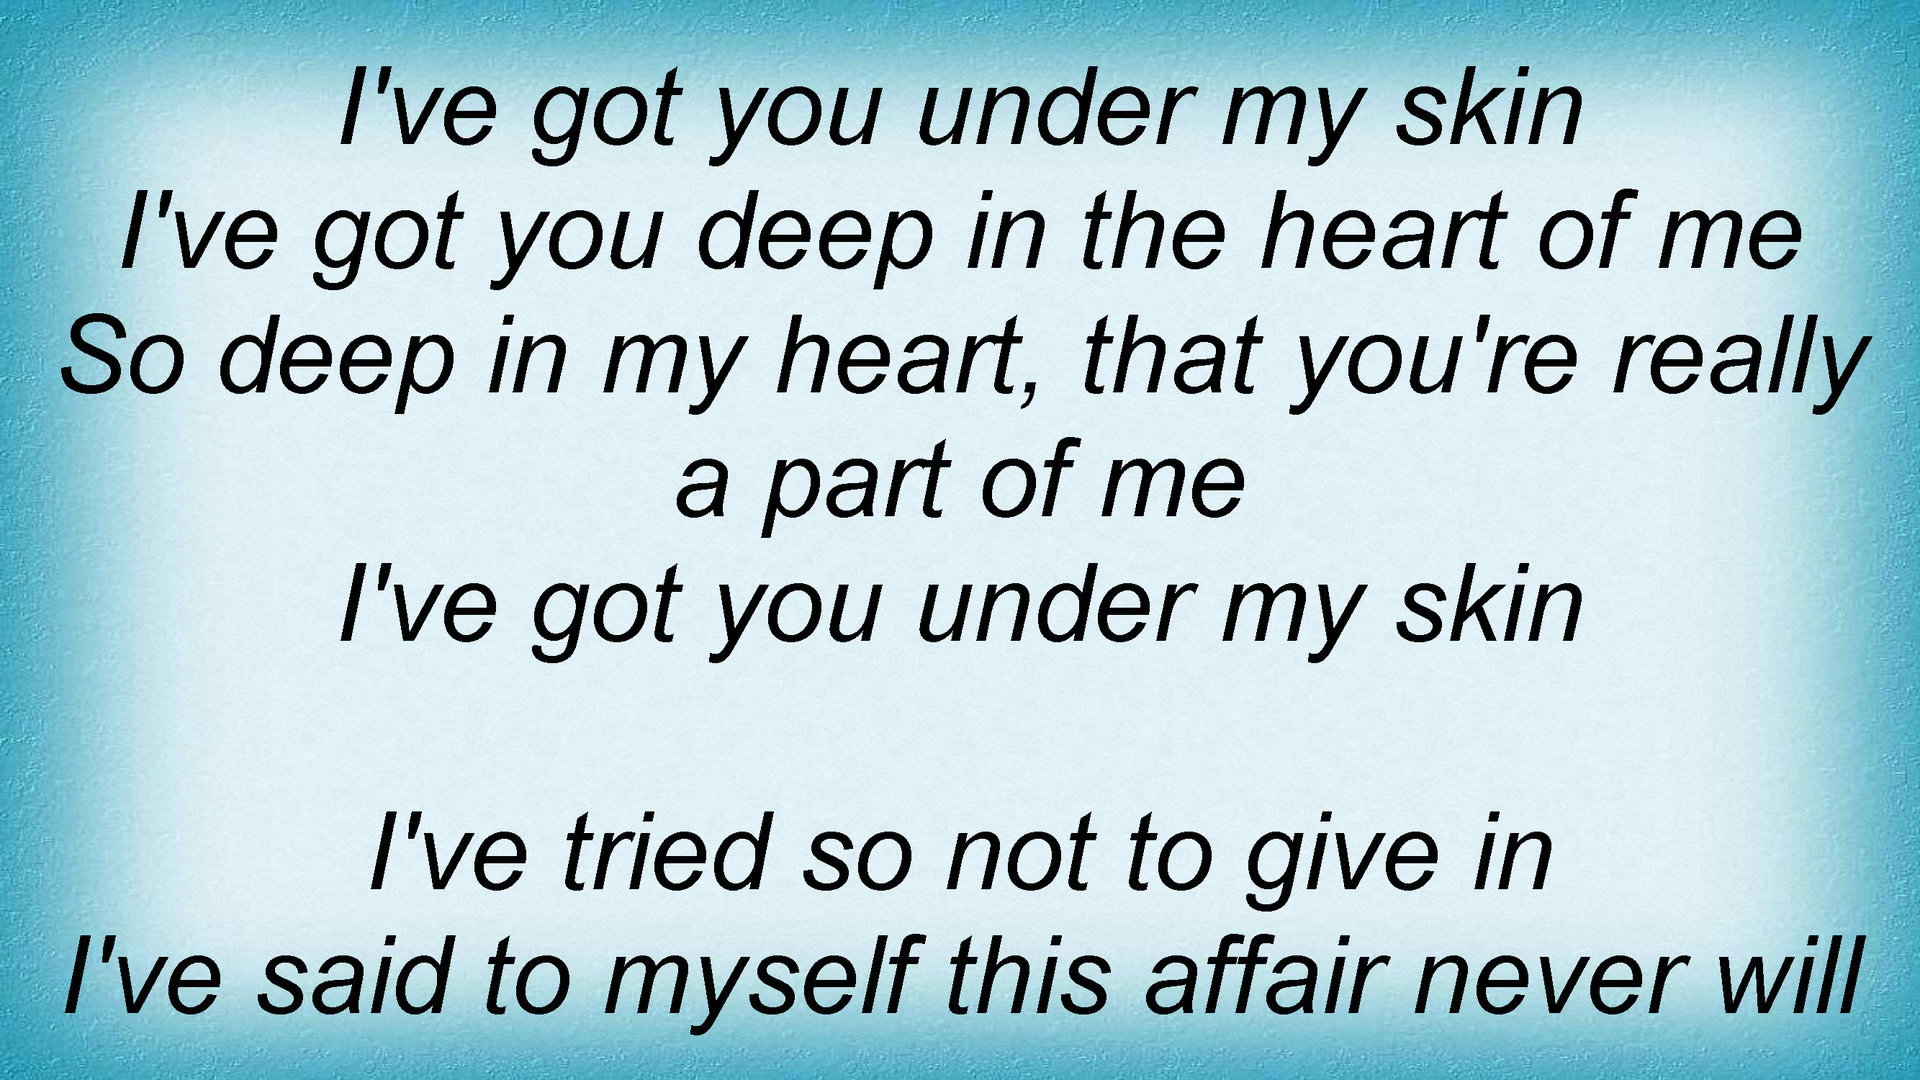 I've got you under my skin
I've got you deep in the heart of me
So deep in my heart, that you're really
a part of me
I've got you under my skin
I've tried so not to give in
I've said to myself this affair never will